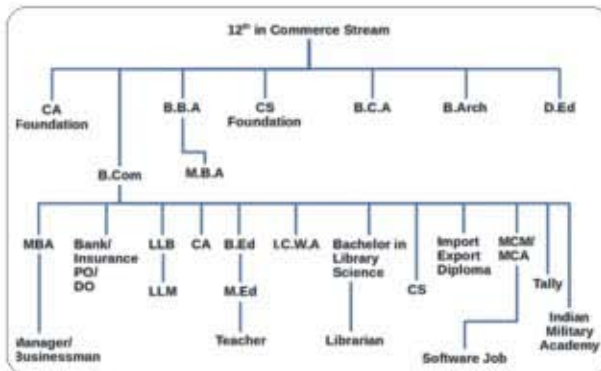 12th in Commerce Stream
CA
Foundation
B.B.A
CS
Foundation
B.C.A
B.Arch
D.Ed
B.Com
M.B.A
MBA
Bank/
Insurance
PO/
DO
LLB
CA
B.Ed
I.C.W.A
Bachelor in
Library
Science
CS
Import
Export
Diploma
MCM/
MCA
Tally
Indian
Military
Academy
LLM
M.Ed
Manager/
Businessman
Teacher
Librarian
Software Job